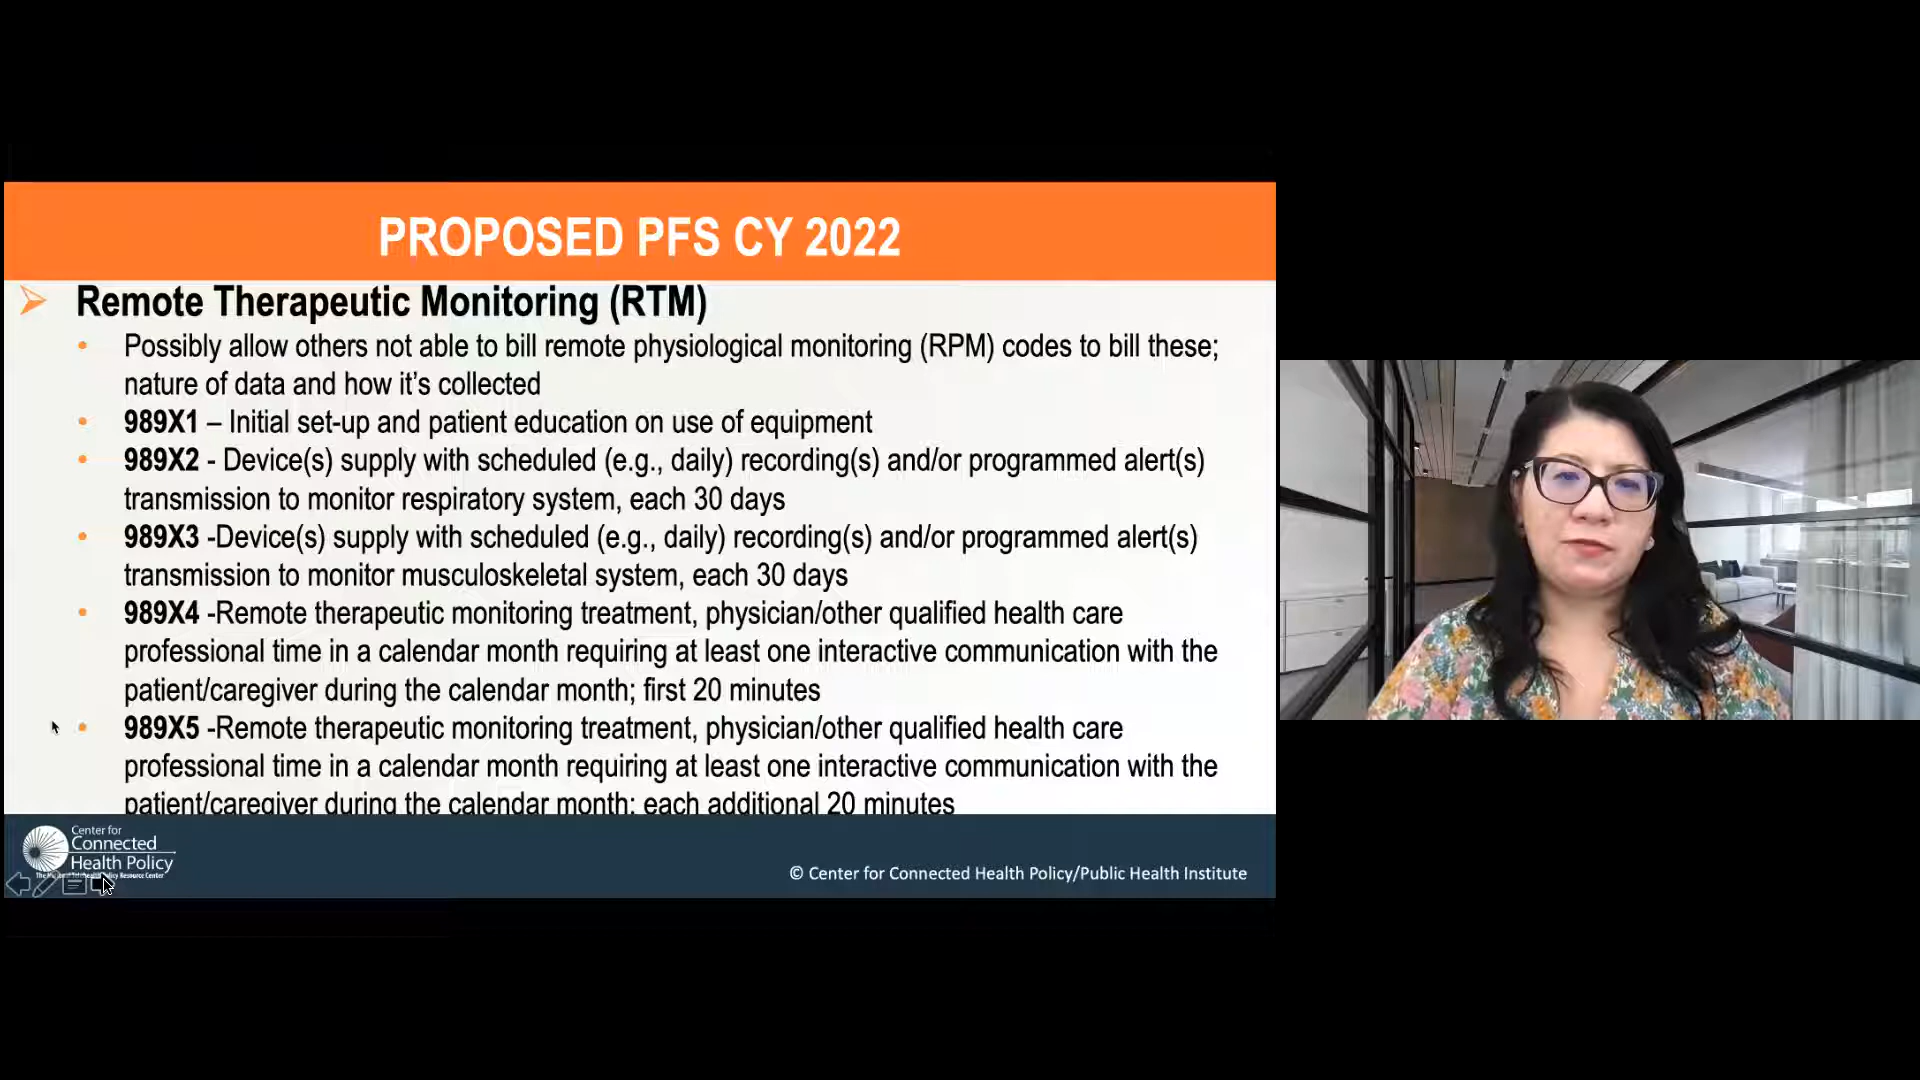 PROPOSED PFS CY 2022
Remote Therapeutic Monitoring (RTM)
Possibly allow others not able to bill remote physiological monitoring (RPM) codes to bill these;
nature of data and how it's collected
989X1 – Initial set-up and patient education on use of equipment
989X2 - Device(s) supply with scheduled (e.g., daily) recording(s) and/or programmed alert(s)
transmission to monitor respiratory system, each 30 days
989X3 -Device(s) supply with scheduled (e.g., daily) recording(s) and/or programmed alert(s)
transmission to monitor musculoskeletal system, each 30 days
989X4 -Remote therapeutic monitoring treatment, physician/other qualified health care
professional time in a calendar month requiring at least one interactive communication with the
patient/caregiver during the calendar month; first 20 minutes
989X5 -Remote therapeutic monitoring treatment, physician/other qualified health care
professional time in a calendar month requiring at least one interactive communication with the
patient/caregiver during the calendar month; each additional 20 minutes
Center for
Connected
Health Policy
Policy Resource Center
© Center for Connected Health Policy/Public Health Institute